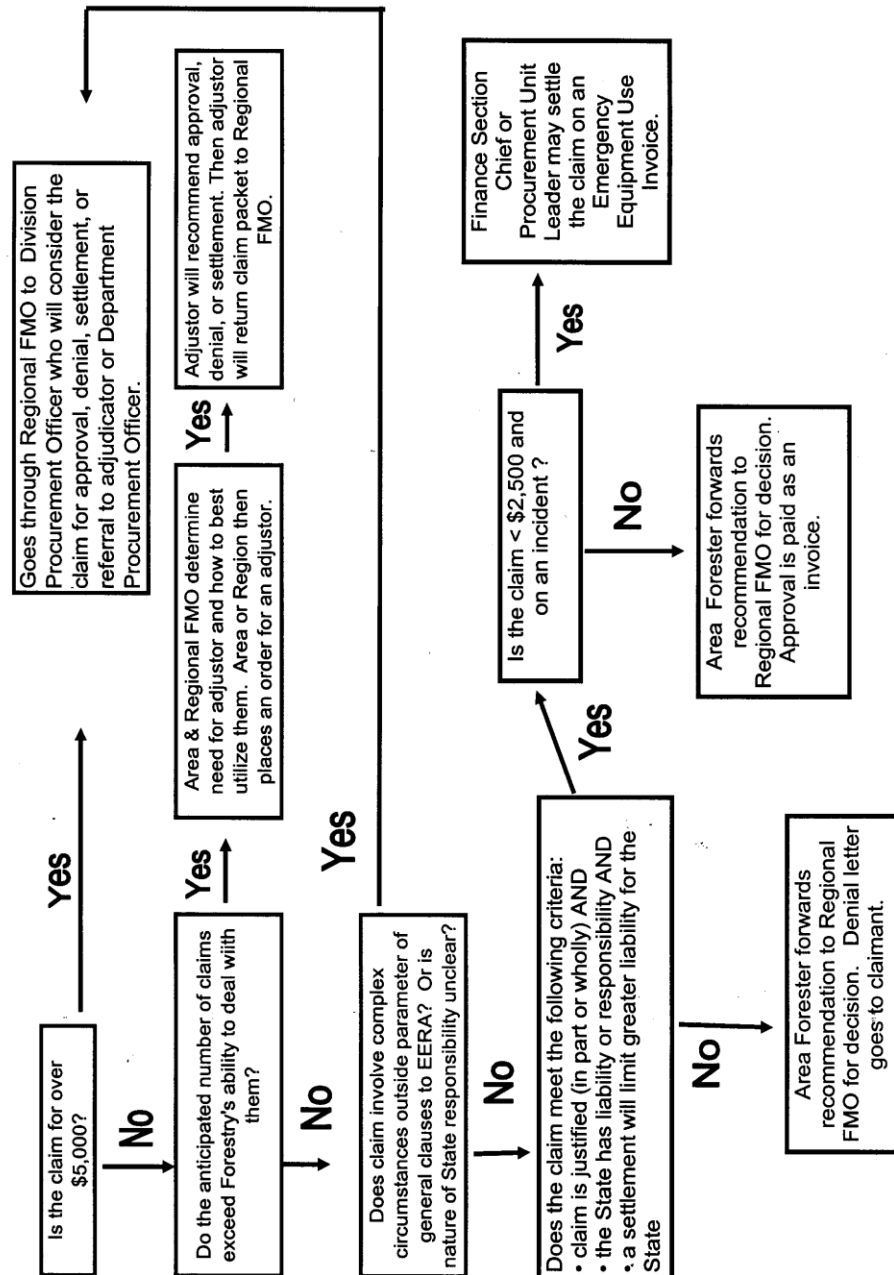 Is the claim for over
$5,000?
Yes
Goes through Regional FMO to Division
Procurement Officer who will consider the
claim for approval, denial, settlement, or
referral to adjudicator or Department
Procurement Officer.
No
Do the anticipated number of claims
exceed Forestry's ability to deal wiith
them?
Yes
Area & Regional FMO determine
need for adjustor and how to best
utilize them. Area or Region then
places an order for an adjustor.
Yes
Adjustor will recommend approval,
denial, or settlement. Then adjustor
will return claim packet to Regional
FMO.
No
Does claim involve complex
circumstances outside parameter of
general clauses to EERA? Or is
nature of State responsibility unclear?
Yes
No
Does the claim meet the following criteria:
• claim is justified (in part or wholly) AND
• the State has liability or responsibility AND
• a settlement will limit greater liability for the
State
Yes
Is the claim < $2,500 and
on an incident ?
Yes
Finance Section
Chief or
Procurement Unit
Leader may settle
the claim on an
Emergency
Equipment Use
Invoice.
No
Area Forester forwards
recommendation to
Regional FMO for decision.
Approval is paid as an
invoice.
No
Area Forester forwards
recommendation to Regional
FMO for decision. Denial letter
goes to claimant.